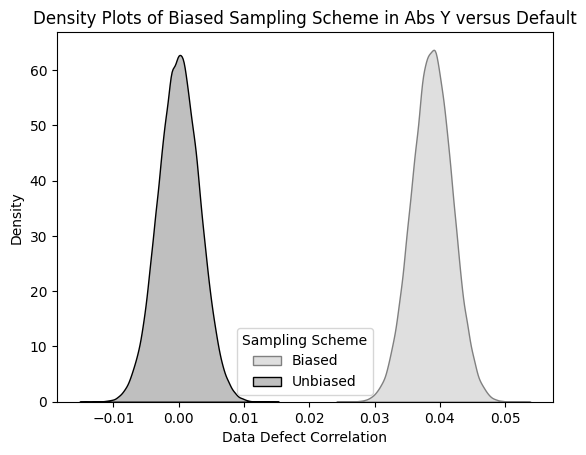 Density Plots of Biased Sampling Scheme in Abs Y versus Default
Density
60
50
40
30
20
10
0
Sampling Scheme
Biased
Unbiased
−0.01 0.00 0.01 0.02 0.03 0.04 0.05
Data Defect Correlation